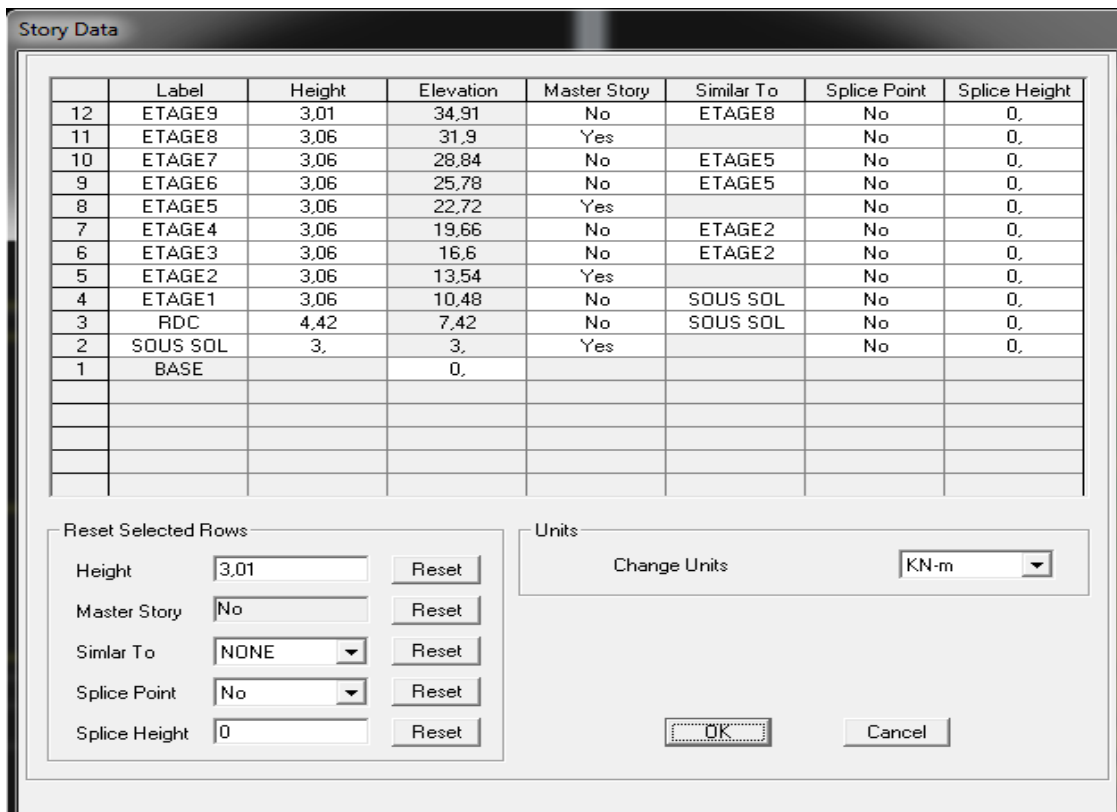 Story Data
Label Height Elevation Master Story Similar To Splice Point Splice Height
12 ETAGE9 3,01 34,91 No ETAGE8 No 0,
11 ETAGE8 3,06 31,9 Yes No 0,
10 ETAGE7 3,06 28,84 No ETAGE5 No 0,
9 ETAGE6 3,06 25,78 No ETAGE5 No 0,
8 ETAGE5 3,06 22,72 Yes No 0,
7 ETAGE4 3,06 19,66 No ETAGE2 No 0,
6 ETAGE3 3,06 16,6 No ETAGE2 No 0,
5 ETAGE2 3,06 13,54 Yes No 0,
4 ETAGE1 3,06 10,48 No SOUS SOL No 0,
3 RDC 4,42 7,42 No SOUS SOL No 0,
2 SOUS SOL 3, 3, Yes No 0,
1 BASE 0,
Reset Selected Rows
Height 3,01 Reset
Master Story No Reset
Simlar To NONE Reset
Splice Point No Reset
Splice Height 0 Reset
Units
Change Units KN-m
OK Cancel